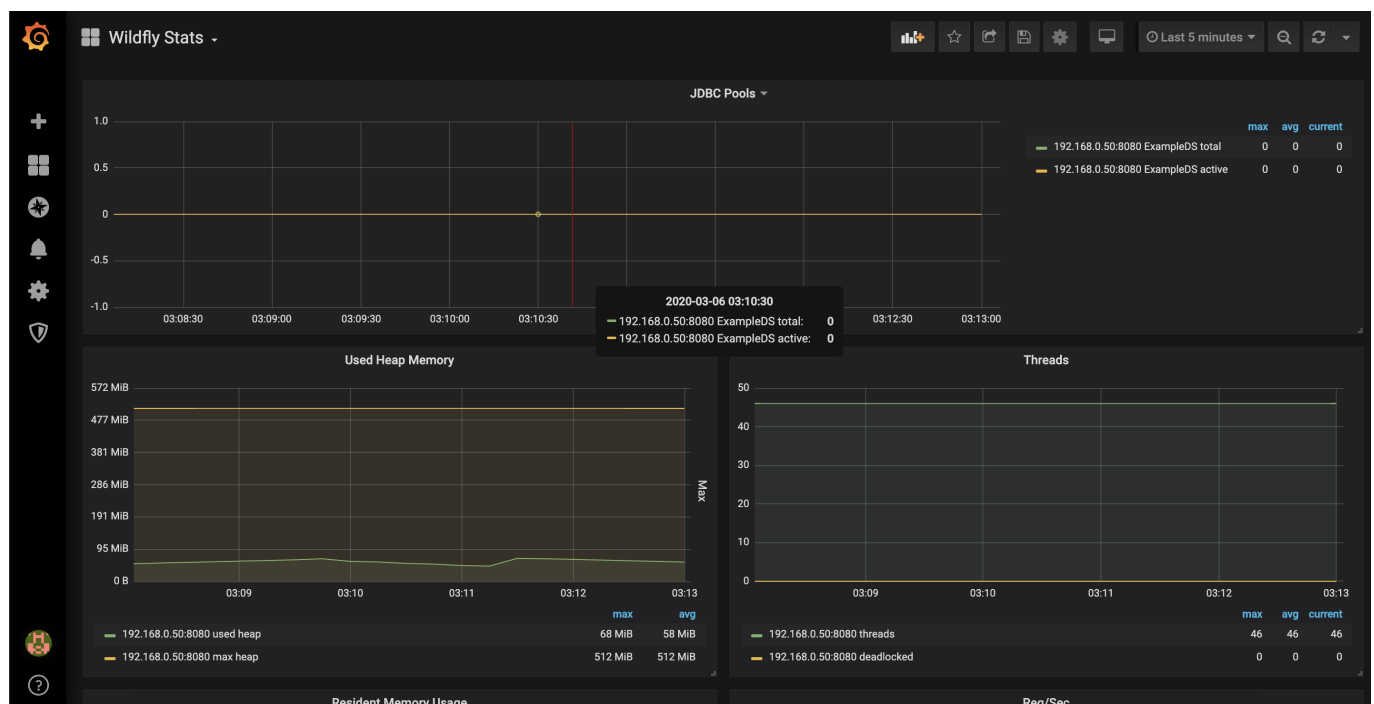 Wildfly Stats
Last 5 minutes
JDBC Pools
1.0
0.5
0
-0.5
-1.0
03:08:30 03:09:00 03:09:30 03:10:00 03:10:30 03:12:30 03:13:00
max avg current
192.168.0.50:8080 ExampleDS total 0 0 0
192.168.0.50:8080 ExampleDS active 0 0 0
2020-03-06 03:10:30
192.168.0.50:8080 ExampleDS total: 0
192.168.0.50:8080 ExampleDS active: 0
Used Heap Memory
572 MiB
477 MiB
381 MiB
286 MiB
191 MiB
95 MiB
0 B
Max
03:09 03:10 03:11 03:12 03:13
max avg
192.168.0.50:8080 used heap 68 MiB 58 MiB
192.168.0.50:8080 max heap 512 MiB 512 MiB
Threads
50
40
30
20
10
0
03:09 03:10 03:11 03:12 03:13
max avg current
192.168.0.50:8080 threads 46 46 46
192.168.0.50:8080 deadlocked 0 0 0
Resident Memory Usage
Req/Sec